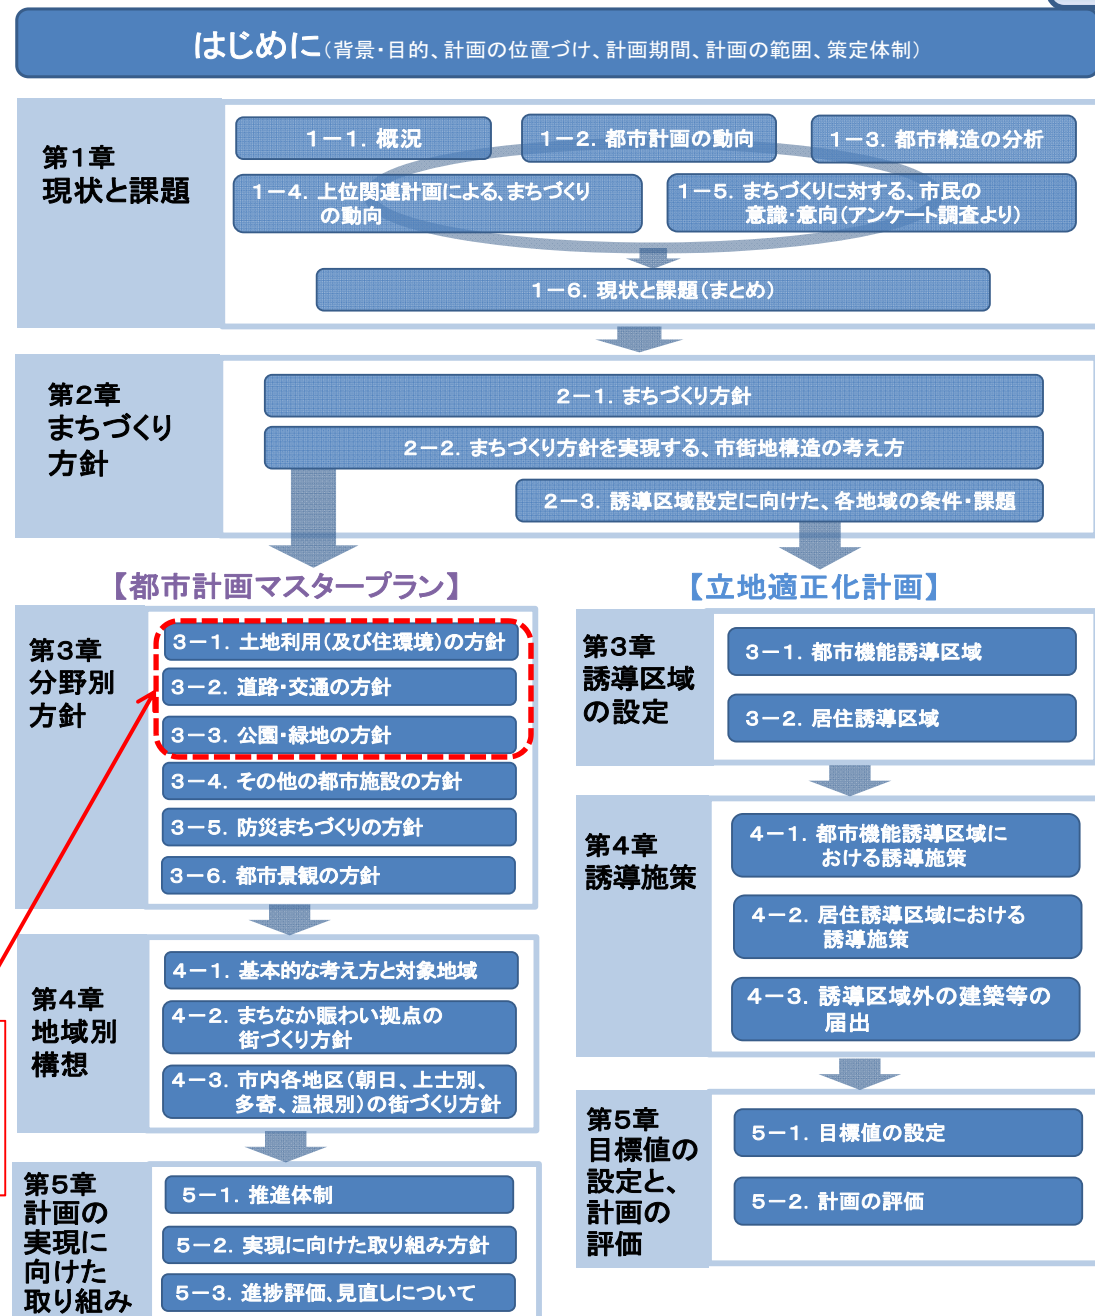 はじめに(背景・目的、計画の位置づけ、計画期間、計画の範囲、策定体制)
第1章
現状と課題
1－1．概況
1－2．都市計画の動向
1－3．都市構造の分析
1－4．上位関連計画による、まちづくり
の動向
1－5．まちづくりに対する、市民の
意識・意向(アンケート調査より)
1－6．現状と課題(まとめ)
第2章
まちづくり
方針
2－1．まちづくり方針
2－2．まちづくり方針を実現する、市街地構造の考え方
2－3．誘導区域設定に向けた、各地域の条件・課題
【都市計画マスタープラン】
第3章
分野別
方針
3－1．土地利用(及び住環境)の方針
3－2．道路・交通の方針
3－3．公園・緑地の方針
3－4．その他の都市施設の方針
3－5．防災まちづくりの方針
3－6．都市景観の方針
第4章
地域別
構想
4－1．基本的な考え方と対象地域
4－2．まちなか賑わい拠点の
街づくり方針
4－3．市内各地区(朝日、上士別、
多寄、温根別)の街づくり方針
第5章
計画の
実現に
向けた
取り組み
5－1．推進体制
5－2．実現に向けた取り組み方針
5－3．進捗評価、見直しについて
【立地適正化計画】
第3章
誘導区域
の設定
3－1．都市機能誘導区域
3－2．居住誘導区域
第4章
誘導施策
4－1．都市機能誘導区域に
おける誘導施策
4－2．居住誘導区域における
誘導施策
4－3．誘導区域外の建築等の
届出
第5章
目標値の
設定と、
計画の
評価
5－1．目標値の設定
5－2．計画の評価